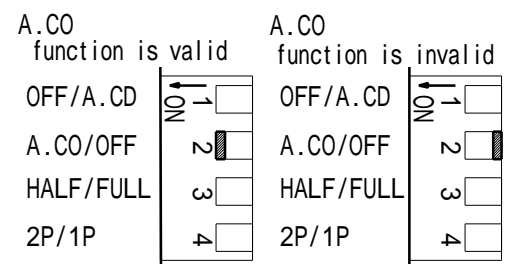 A.CO
function is valid
OFF/A.CD
ON
1
A.CO/OFF
2
HALF/FULL
3
2P/1P
4
A.CO
function is invalid
OFF/A.CD
ON
1
A.CO/OFF
2
HALF/FULL
3
2P/1P
4